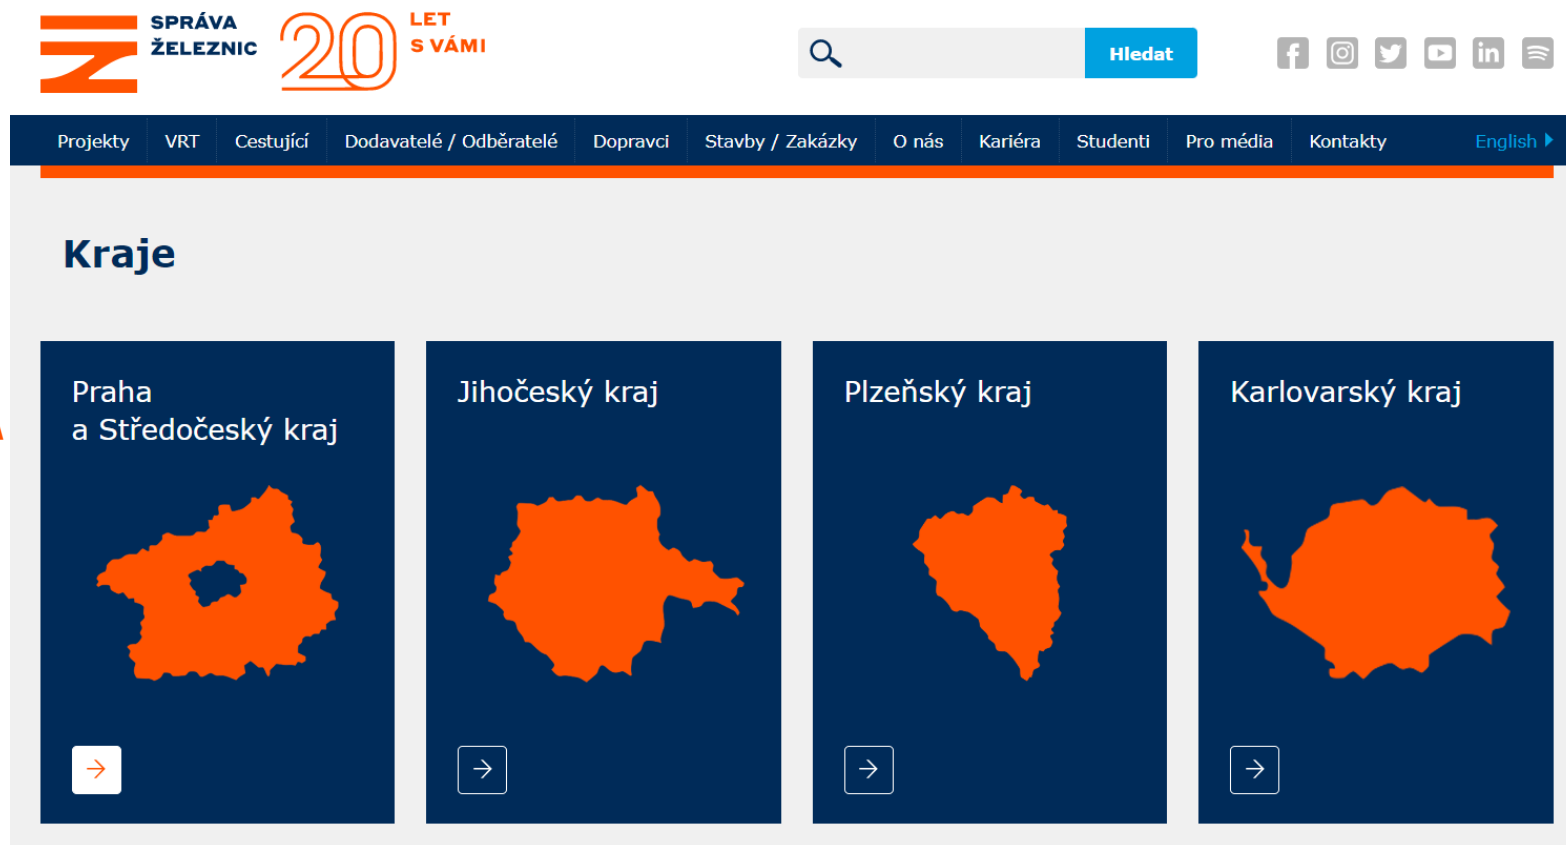 SPRÁVA
ŽELEZNIC
20
LET
S VÁMI
Hledat
Projekty
VRT
Cestující
Dodavatelé / Odběratelé
Dopravci
Stavby / Zakázky
O nás
Kariéra
Studenti
Pro média
Kontakty
English
Kraje
Praha
a Středočeský kraj
Jihočeský kraj
Plzeňský kraj
Karlovarský kraj